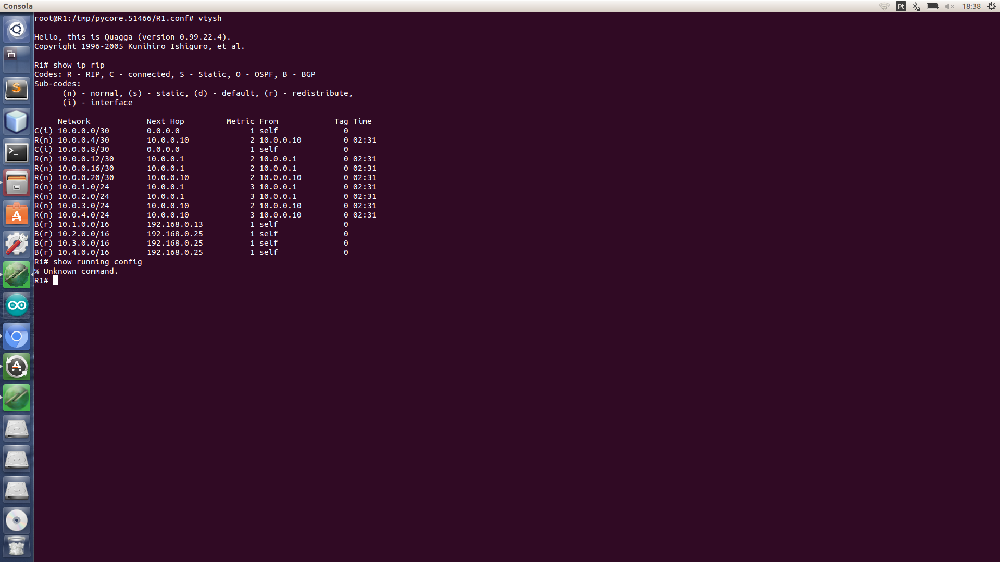 Consola
Pt
18:38
root@R1:/tmp/pycore.51466/R1.conf# vtysh
Hello, this is Quagga (version 0.99.22.4).
Copyright 1996-2005 Kunihiro Ishiguro, et al.
R1# show ip rip
Codes: R - RIP, C - connected, S - Static, O - OSPF, B - BGP
Sub-codes:
      (n) - normal, (s) - static, (d) - default, (r) - redistribute,
      (i) - interface
     Network            Next Hop         Metric From            Tag Time
C(i) 10.0.0.0/30        0.0.0.0               1 self              0
R(n) 10.0.0.4/30        10.0.0.10             2 10.0.0.10         0 02:31
C(i) 10.0.0.8/30        0.0.0.0               1 self              0
R(n) 10.0.0.12/30       10.0.0.1              2 10.0.0.1          0 02:31
R(n) 10.0.0.16/30       10.0.0.1              2 10.0.0.1          0 02:31
R(n) 10.0.0.20/30       10.0.0.10             2 10.0.0.10         0 02:31
R(n) 10.0.1.0/24        10.0.0.1              3 10.0.0.1          0 02:31
R(n) 10.0.2.0/24        10.0.0.1              3 10.0.0.1          0 02:31
R(n) 10.0.3.0/24        10.0.0.10             2 10.0.0.10         0 02:31
R(n) 10.0.4.0/24        10.0.0.10             3 10.0.0.10         0 02:31
B(r) 10.1.0.0/16        192.168.0.13          1 self              0
B(r) 10.2.0.0/16        192.168.0.25          1 self              0
B(r) 10.3.0.0/16        192.168.0.25          1 self              0
B(r) 10.4.0.0/16        192.168.0.25          1 self              0
R1# show running config
% Unknown command.
R1#